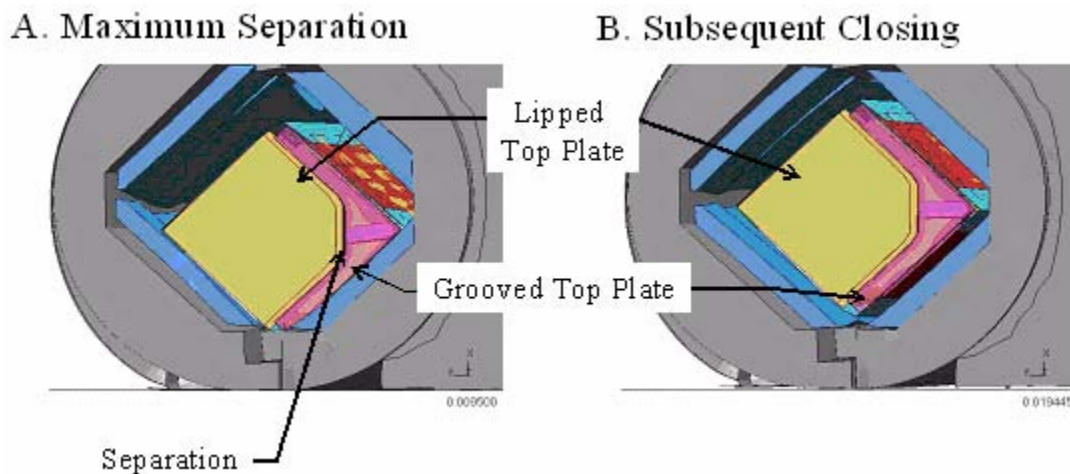 A. Maximum Separation
B. Subsequent Closing
Lipped
Top Plate
Grooved Top Plate
0.009500
0.019445
Separation